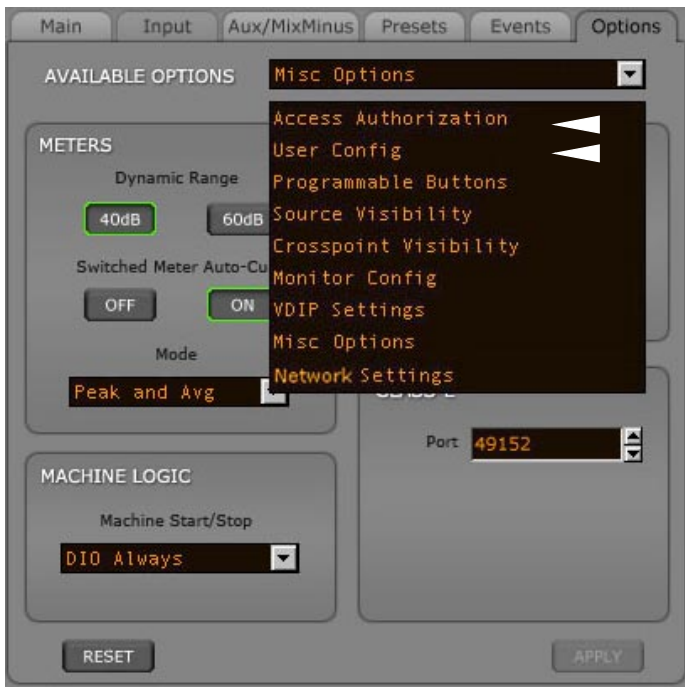 Main Input Aux/MixMinus Presets Events Options
AVAILABLE OPTIONS Misc Options
Access Authorization
User Config
Programmable Buttons
Source Visibility
Crosspoint Visibility
Monitor Config
VDIP Settings
Misc Options
Network Settings
METERS
Dynamic Range
40dB 60dB
Switched Meter Auto-Cu
OFF ON
Mode
Peak and Avg
Port 49152
MACHINE LOGIC
Machine Start/Stop
DIO Always
RESET APPLY